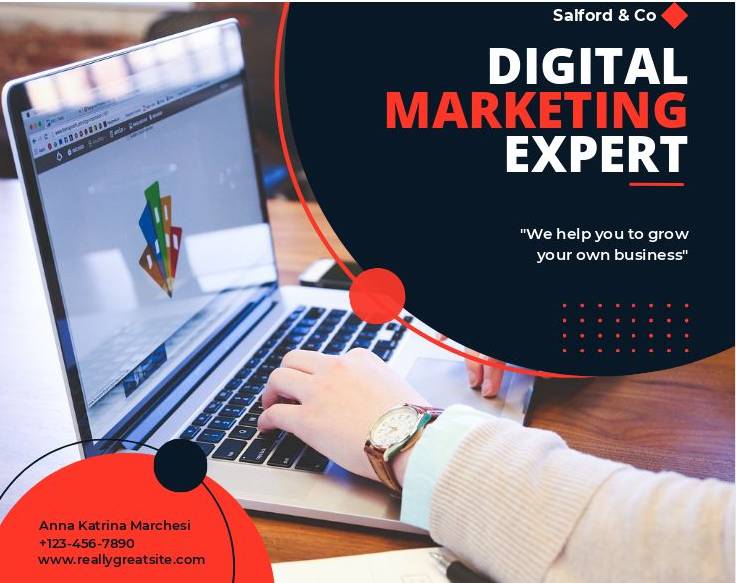 Salford & Co
DIGITAL
MARKETING
EXPERT
"We help you to grow
your own business"
Anna Katrina Marchesi
+123-456-7890
www.reallygreatsite.com